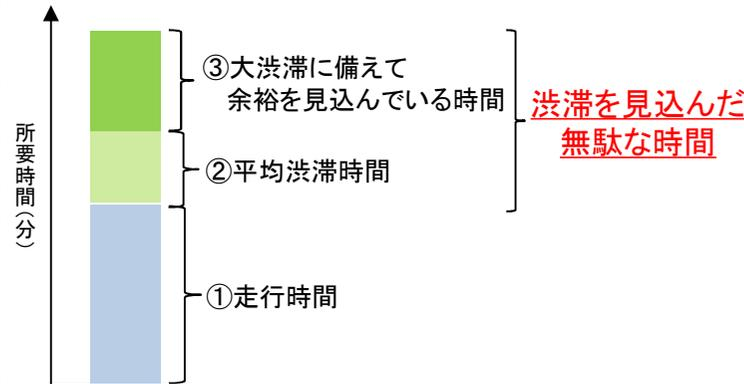 ③大渋滞に備えて
余裕を見込んでいる時間
渋滞を見込んだ
無駄な時間
②平均渋滞時間
①走行時間
所要時間(分)